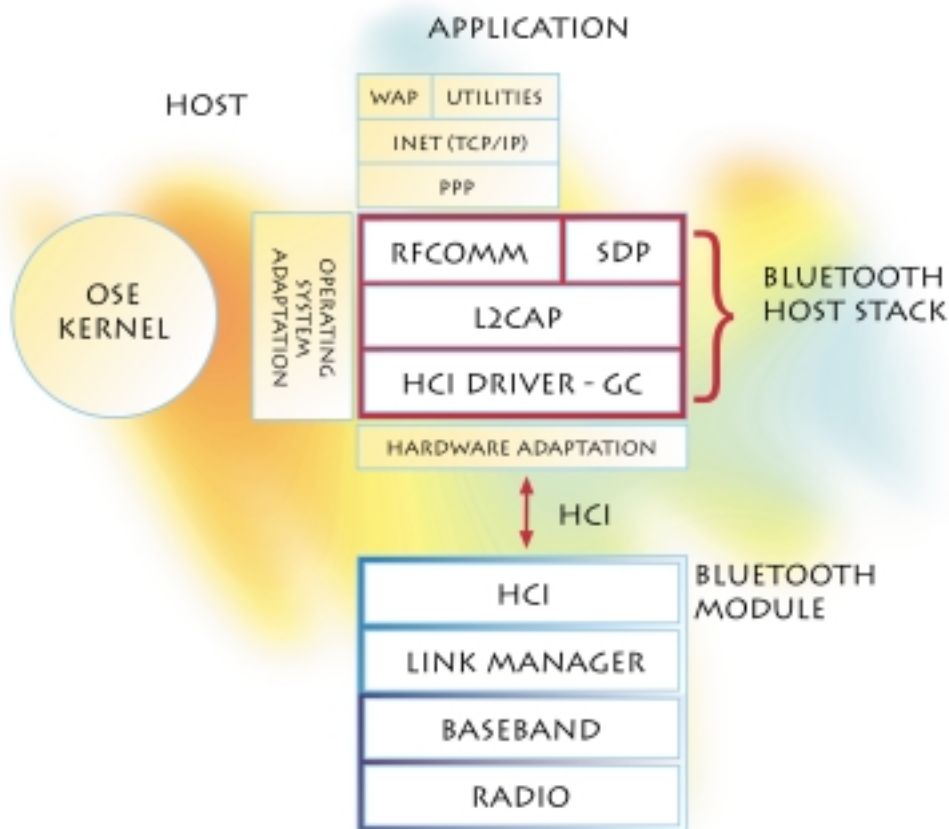 APPLICATION
HOST
WAP UTILITIES
INET (TCP/IP)
PPP
OSE
KERNEL
OPERATING
SYSTEM
ADAPTATION
RFCOMM SDP
L2CAP
HCI DRIVER - GC
BLUETOOTH
HOST STACK
HARDWARE ADAPTATION
HCI
BLUETOOTH
MODULE
HCI
LINK MANAGER
BASEBAND
RADIO